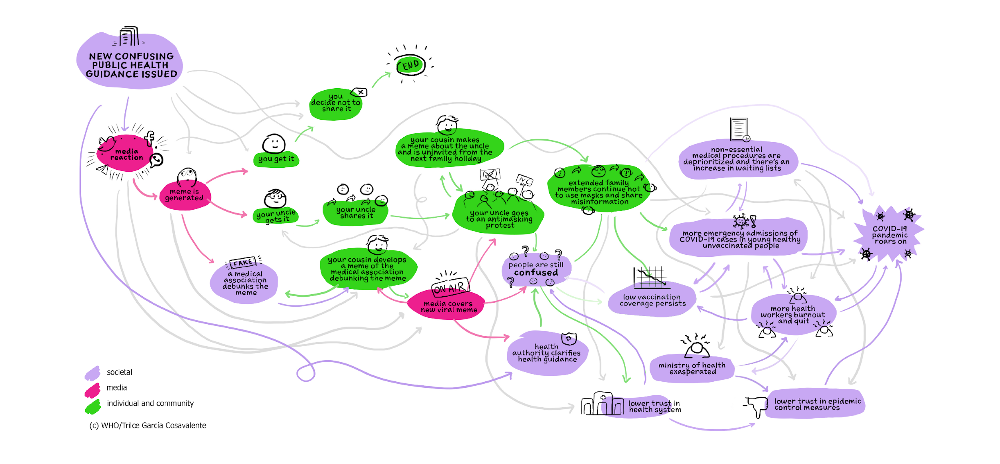 NEW CONFUSING
PUBLIC HEALTH
GUIDANCE ISSUED
END
you
decide not to
share it
media
reaction
meme is
generated
you get it
your uncle
gets it
your uncle
shares it
your cousin makes
a meme about the uncle
and is uninvited from the
next family holiday
NC
your uncle goes
to an antimasking
protest
extended family
members continue not
to use masks and share
misinformation
non-essential
medical procedures are
deprioritized and there's an
increase in waiting lists
more emergency admissions of
COVID-19 cases in young healthy
unvaccinated people
COVID-19
pandemic
roars on
FAKE
a medical
association
debunks the
meme
your cousin develops
a meme of the
medical association
debunking the meme
ON AIR
media covers
new viral meme
people are still
confused
low vaccination
coverage persists
more health
workers burnout
and quit
health
authority clarifies
health guidance
ministry of health
exasperated
lower trust in
health system
lower trust in epidemic
control measures
societal
media
individual and community
(c) WHO/Trilce García Cosavalente